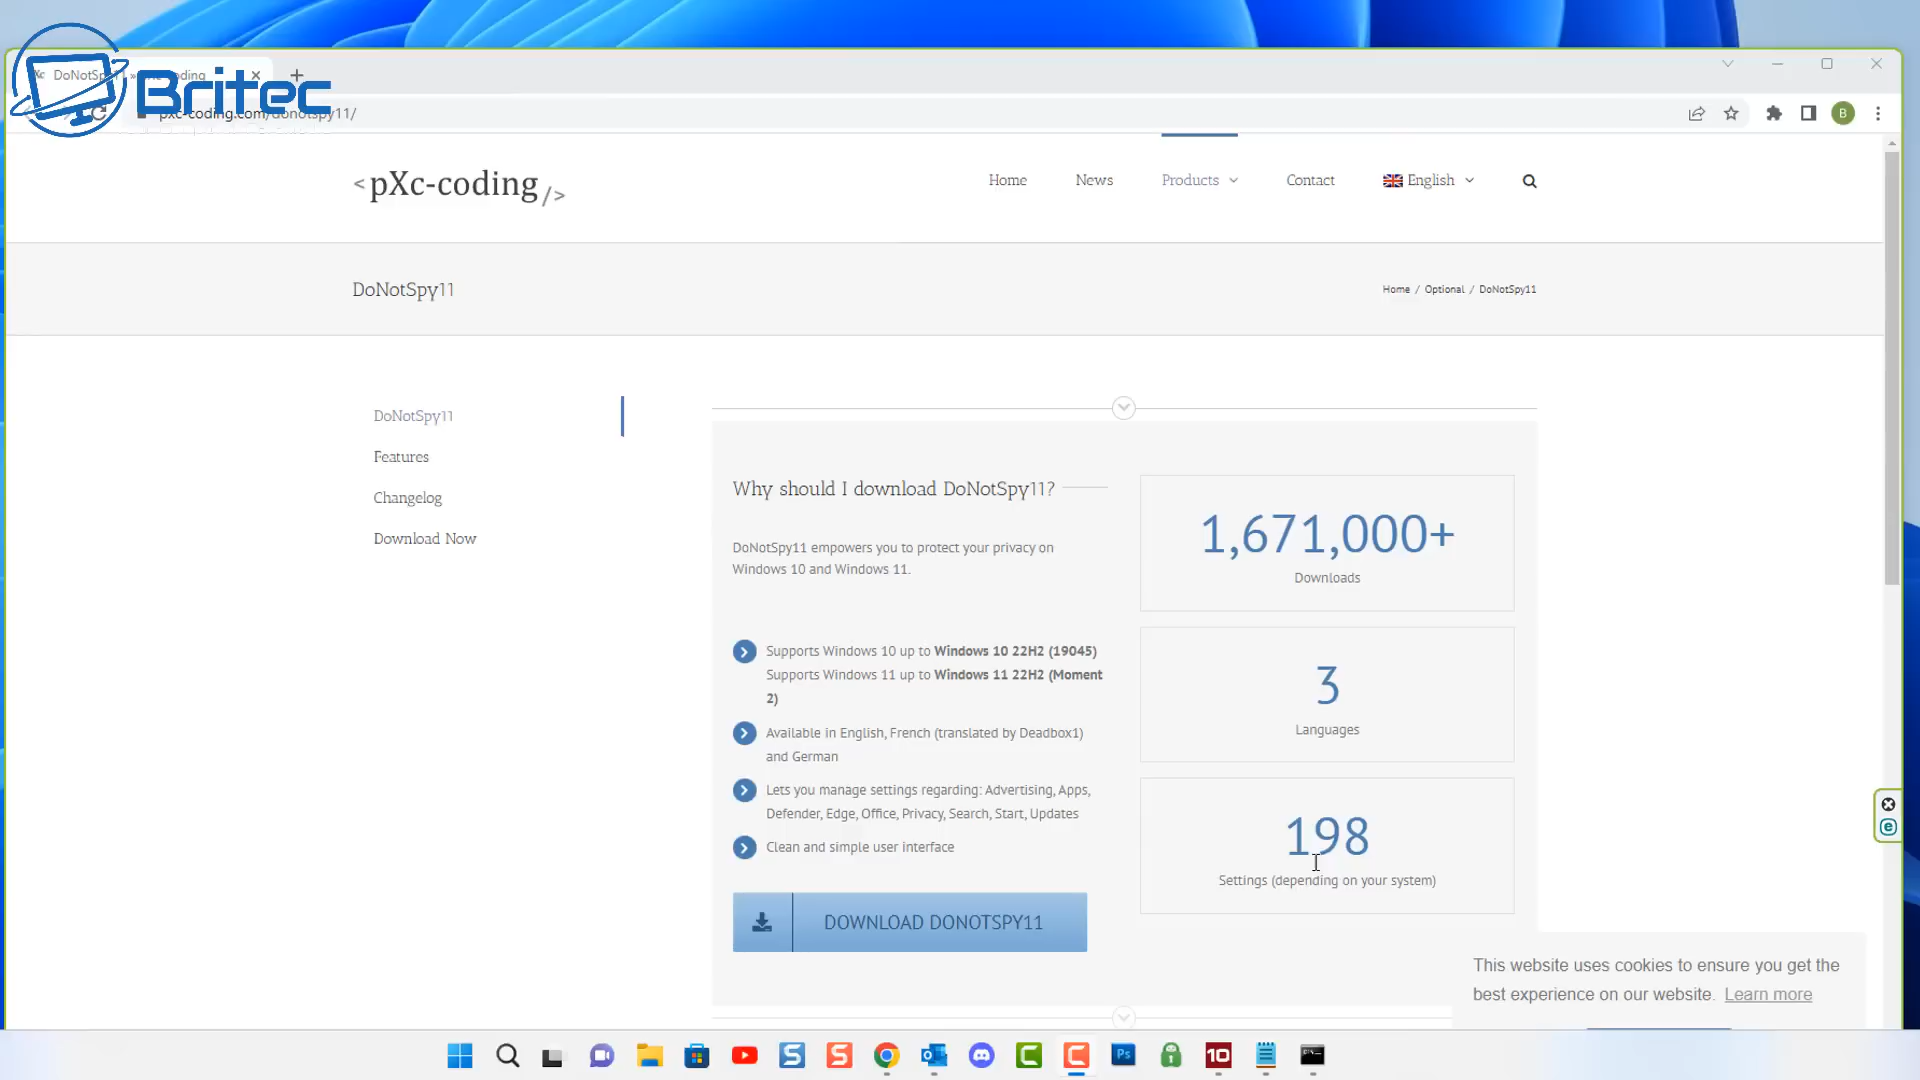 Britec
pxc-coding.com/donotspy11/
B
<pXc-coding/>
Home
News
Products
Contact
English
DoNotSpy11
Home / Optional / DoNotSpy11
DoNotSpy11
Features
Changelog
Download Now
Why should I download DoNotSpy11?
DoNotSpy11 empowers you to protect your privacy on
Windows 10 and Windows 11.
Supports Windows 10 up to Windows 10 22H2 (19045)
Supports Windows 11 up to Windows 11 22H2 (Moment
2)
Available in English, French (translated by Deadbox1)
and German
Lets you manage settings regarding: Advertising, Apps,
Defender, Edge, Office, Privacy, Search, Start, Updates
Clean and simple user interface
DOWNLOAD DONOTSPY11
1,671,000+
Downloads
3
Languages
198
Settings (depending on your system)
This website uses cookies to ensure you get the
best experience on our website. Learn more